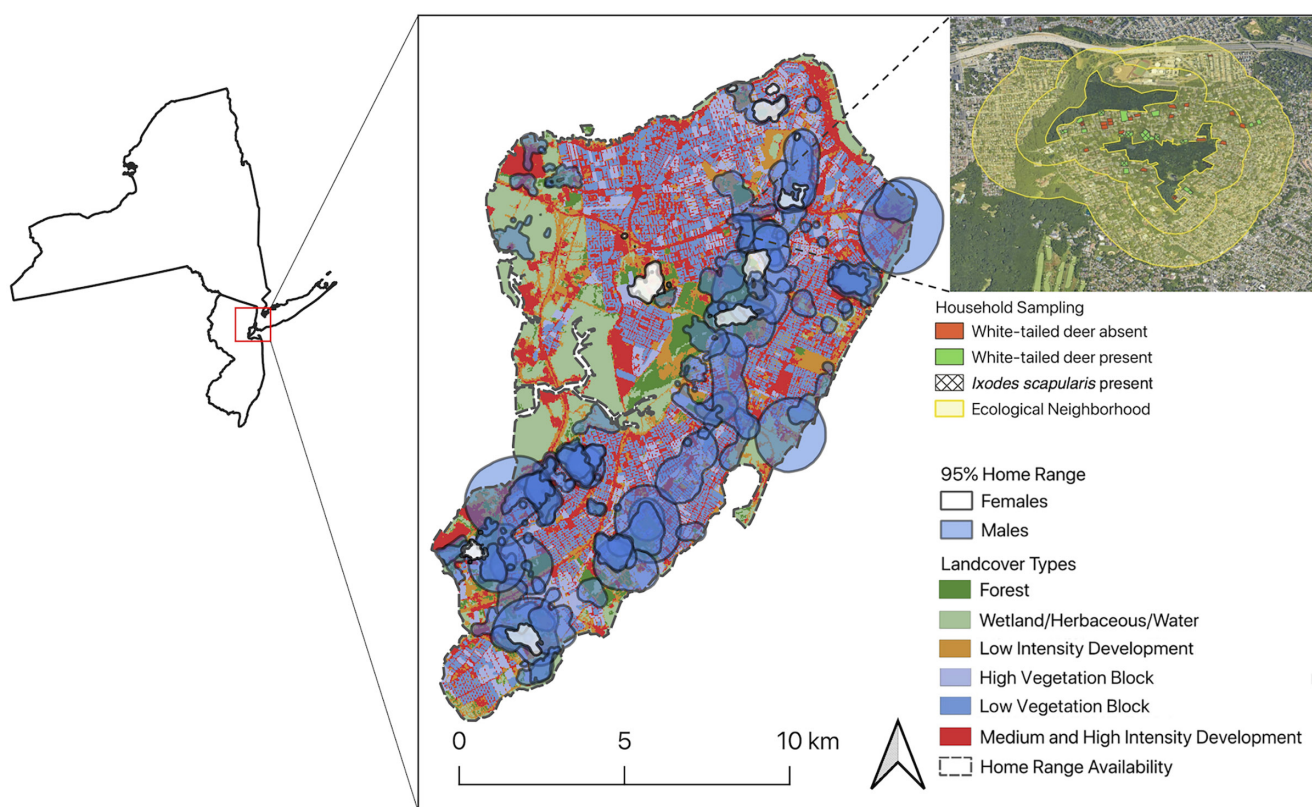 Household Sampling
White-tailed deer absent
White-tailed deer present
Ixodes scapularis present
Ecological Neighborhood
95% Home Range
Females
Males
Landcover Types
Forest
Wetland/Herbaceous/Water
Low Intensity Development
High Vegetation Block
Low Vegetation Block
Medium and High Intensity Development
Home Range Availability
0 5 10 km